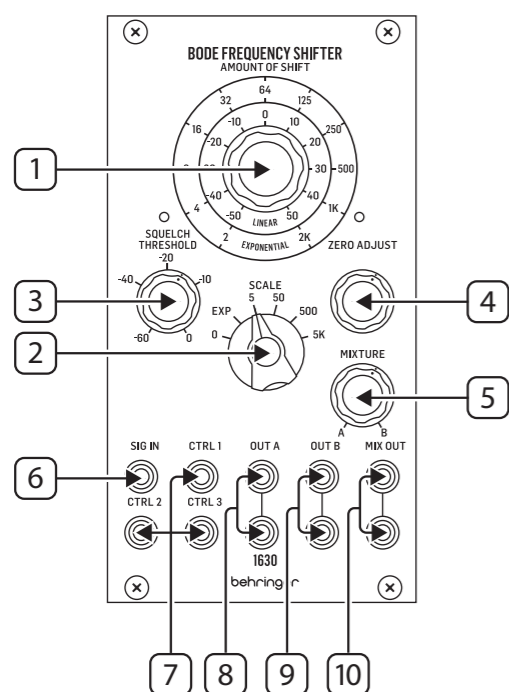 BODE FREQUENCY SHIFTER
AMOUNT OF SHIFT
64
32 125
0
-10 10
16 250
-20 20
1
30 500
-40 40
4 1K
-50 50
LINEAR
2 2K
EXPONENTIAL
SQUELCH
THRESHOLD
ZERO ADJUST
-20
-40 -10
3
-60 0
4
SCALE
5 50
EXP 500
0 5K
2
MIXTURE
5
A B
SIG IN CTRL 1 OUT A OUT B MIX OUT
6
CTRL 2 CTRL 3
1630
behringer
7 8 9 10